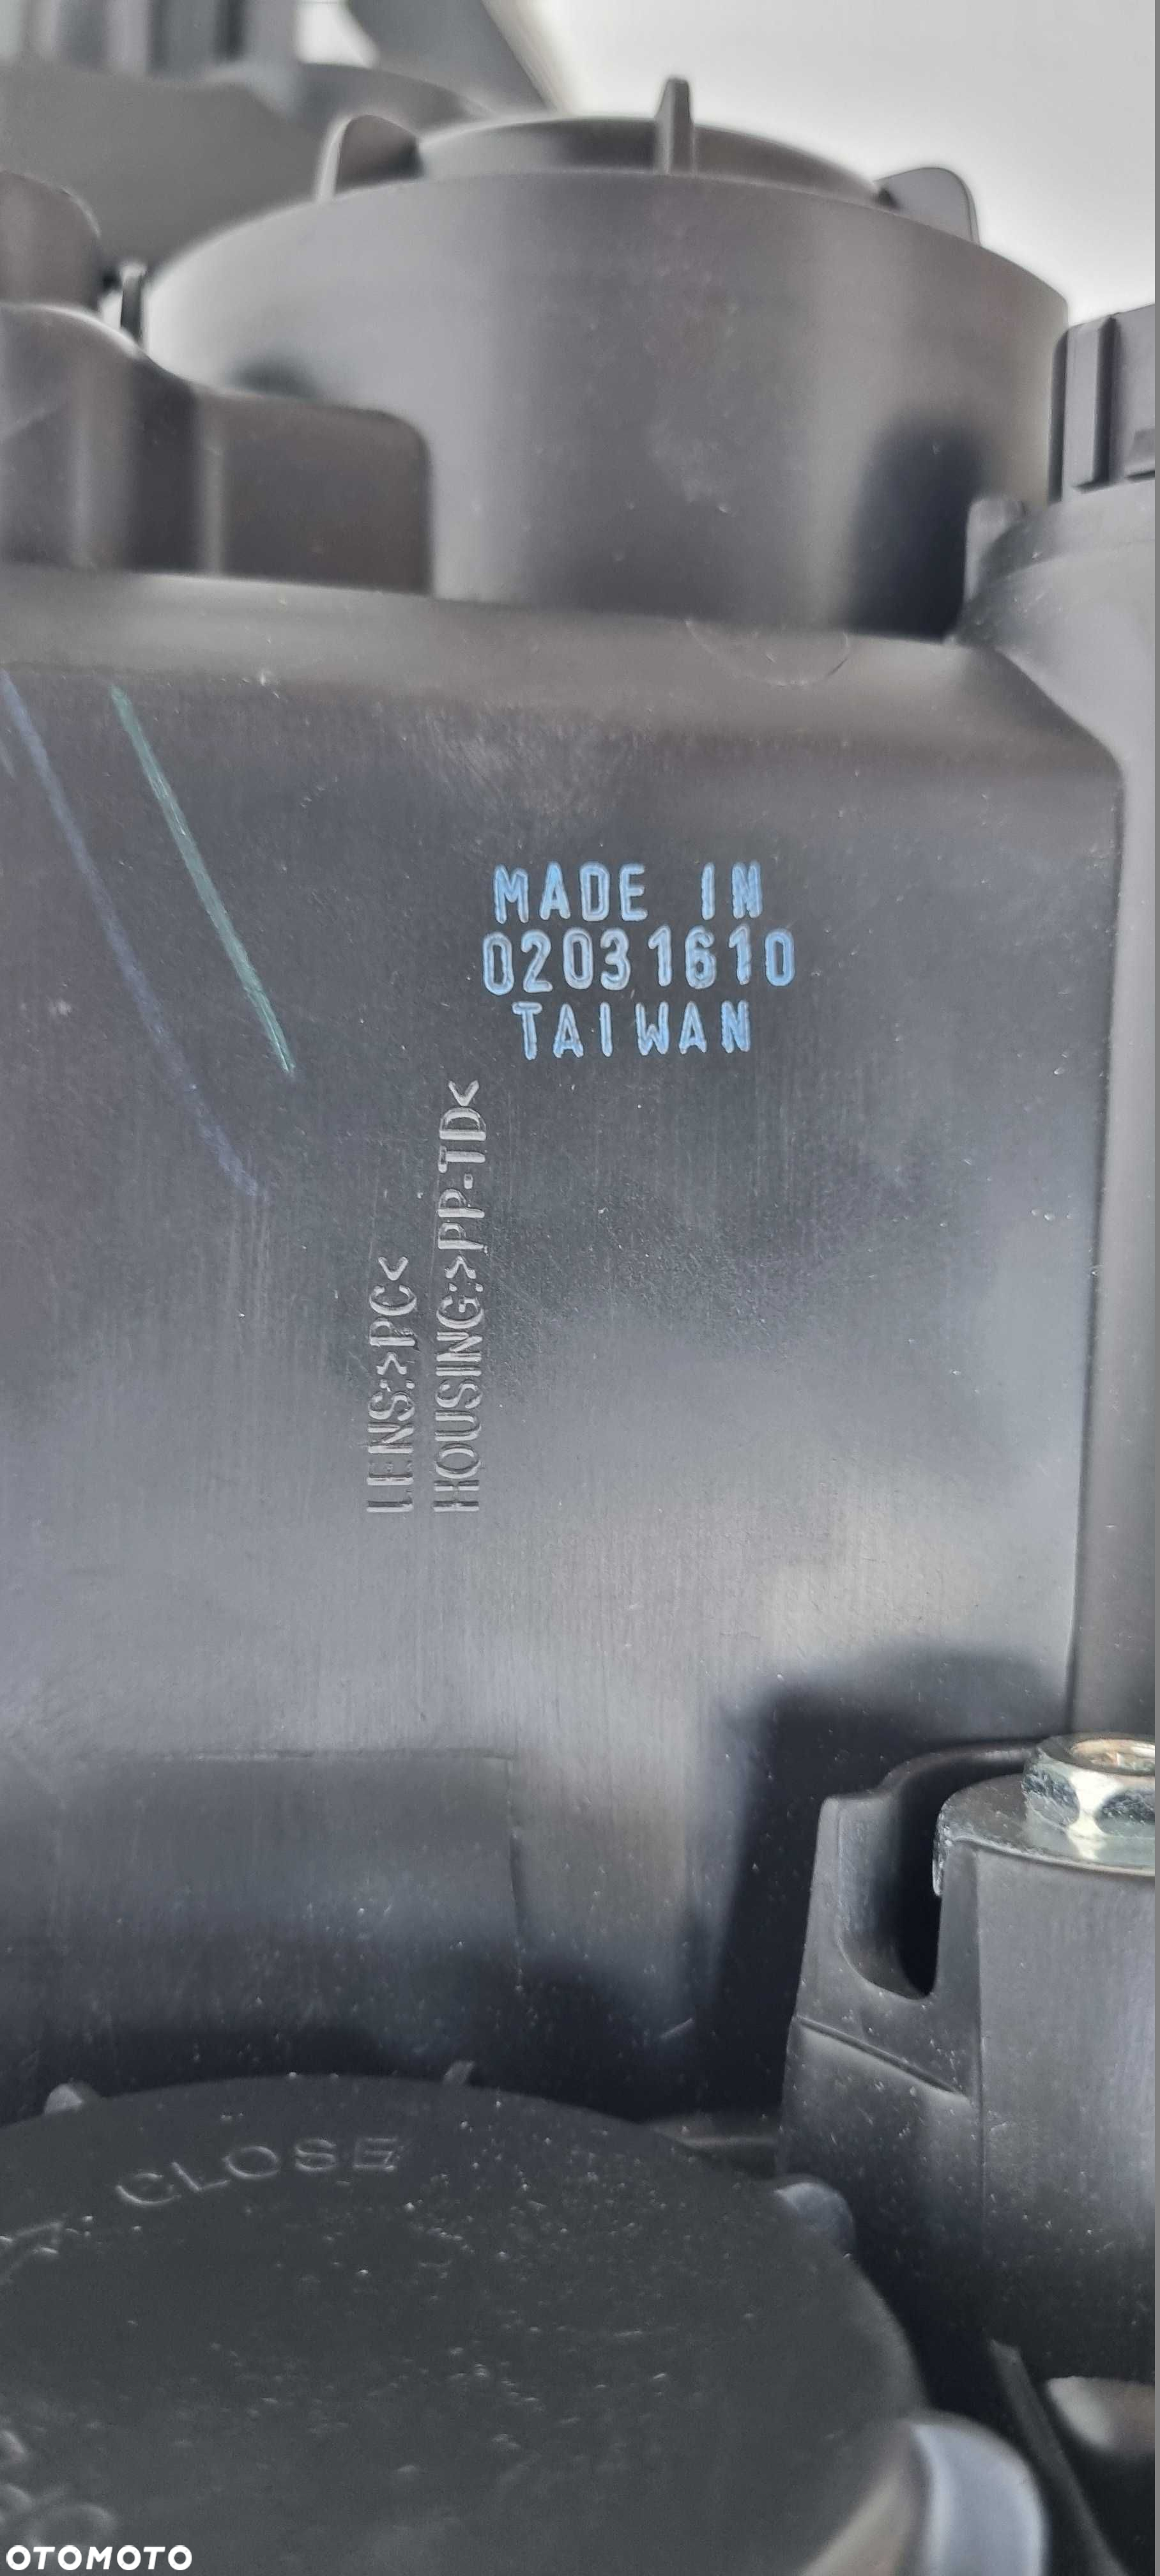 MADE IN
02031610
TAIWAN
LENS:>PC<
HOUSING:>PP-TD<
CLOSE
OTOMOTO